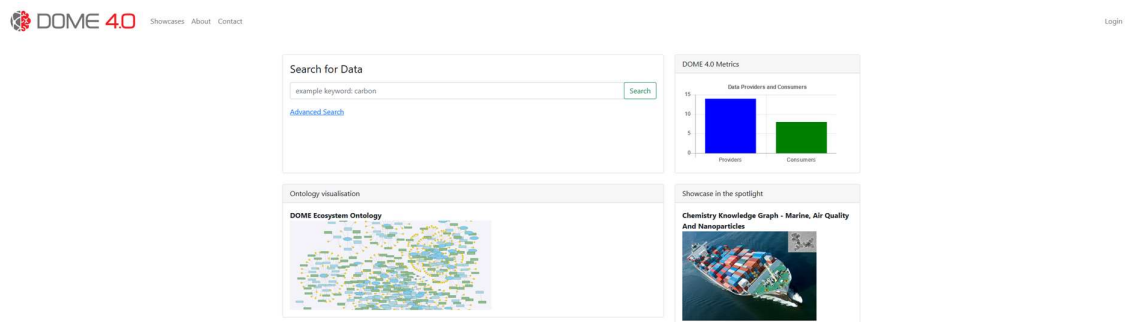 DOME 4.0
Showcases About Contact
Login
Search for Data
example keyword: carbon
Search
Advanced Search
DOME 4.0 Metrics
Data Providers and Consumers
15
10
5
0
Providers Consumers
Ontology visualisation
DOME Ecosystem Ontology
Showcase in the spotlight
Chemistry Knowledge Graph - Marine, Air Quality
And Nanoparticles